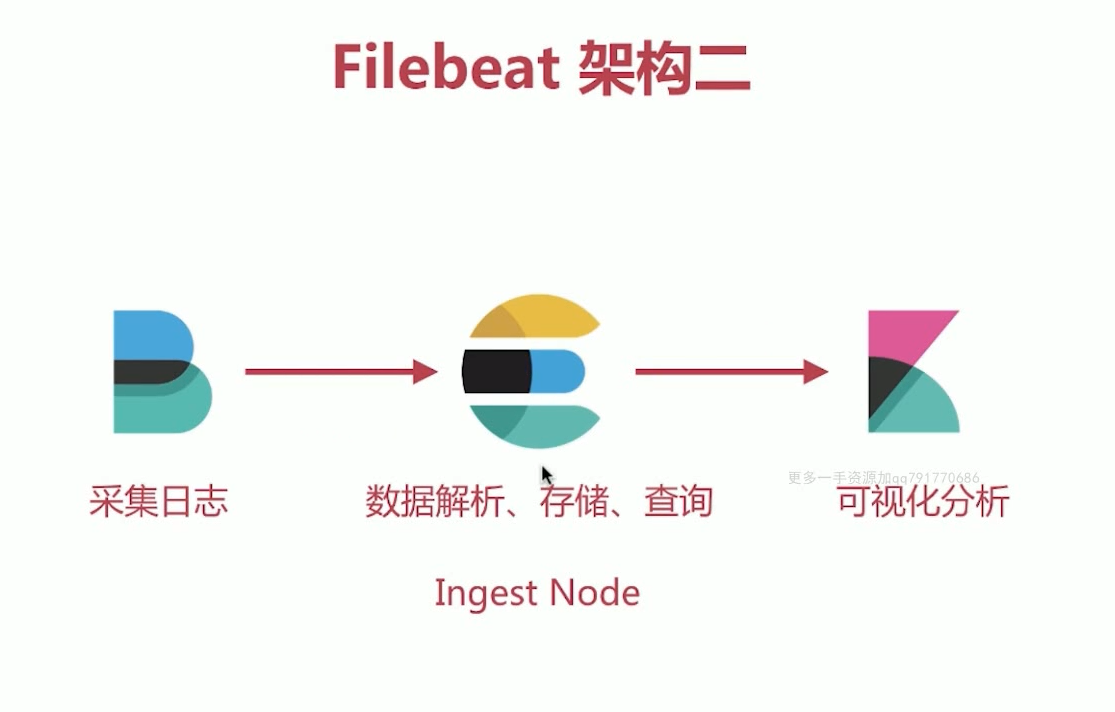 Filebeat 架构二
更多一手资源加qq791770686
采集日志
数据解析、存储、查询
可视化分析
Ingest Node